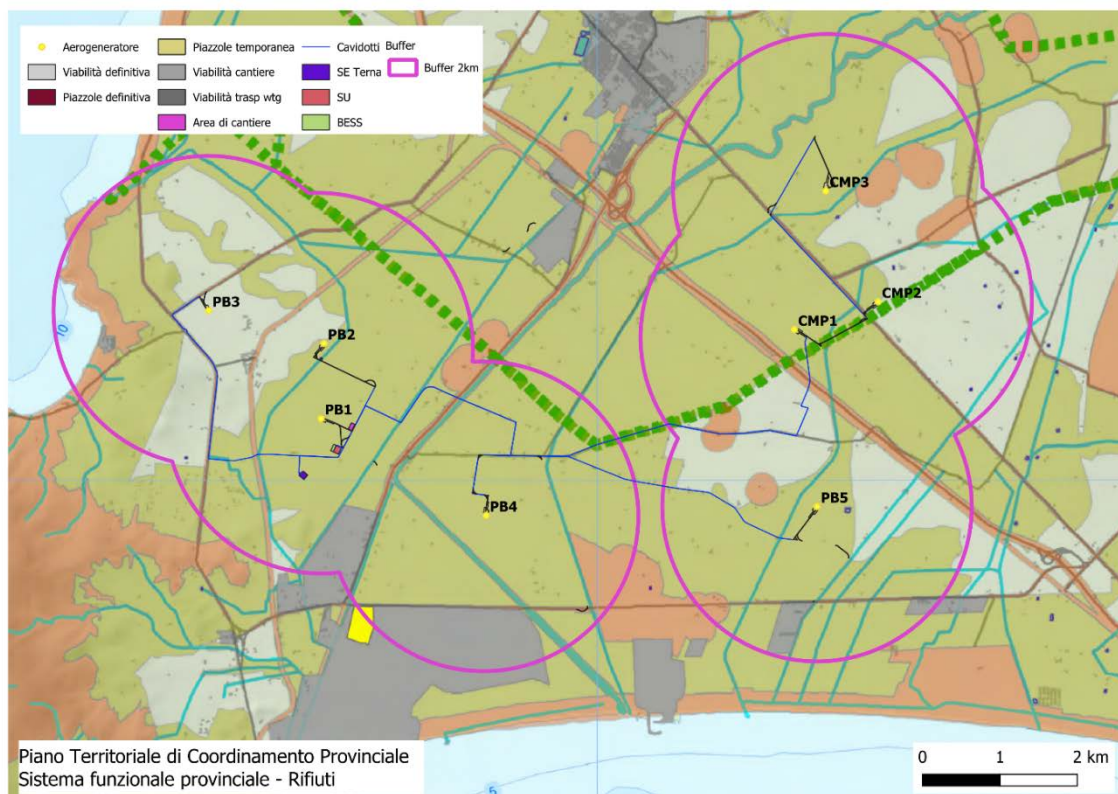 Aerogeneratore
Piazzole temporanea
Cavidotti
Buffer
Viabilità definitiva
Viabilità cantiere
SE Terna
Buffer 2km
Piazzole definitiva
Viabilità trasp wtg
SU
Area di cantiere
BESS
CMP3
PB3
CMP2
CMP1
PB2
10
PB1
PB4
PB5
Piano Territoriale di Coordinamento Provinciale
Sistema funzionale provinciale - Rifiuti
0 1 2 km
5